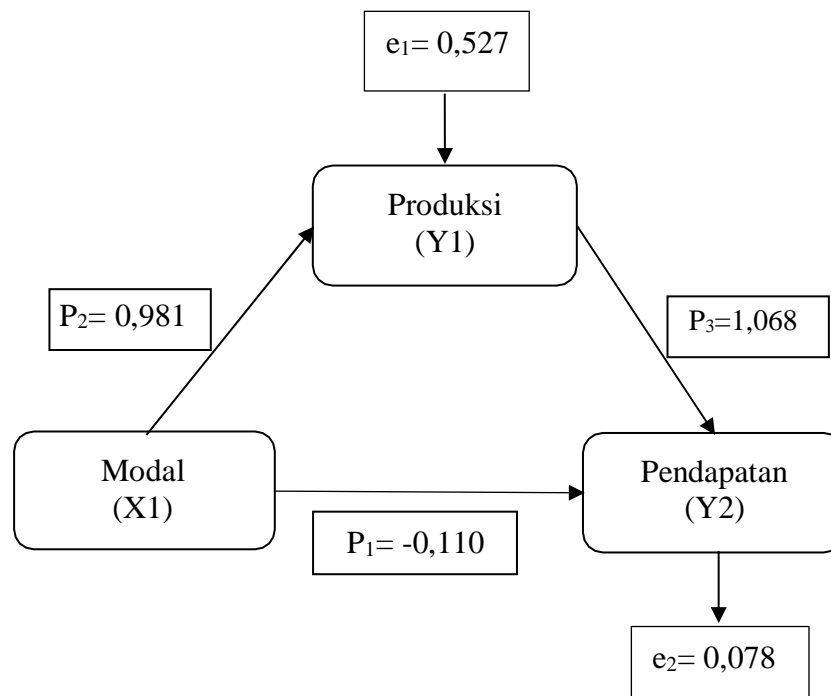 e₁= 0,527
Produksi
(Y1)
P₂= 0,981
P₃=1,068
Modal
(X1)
Pendapatan
(Y2)
P₁= -0,110
e₂= 0,078